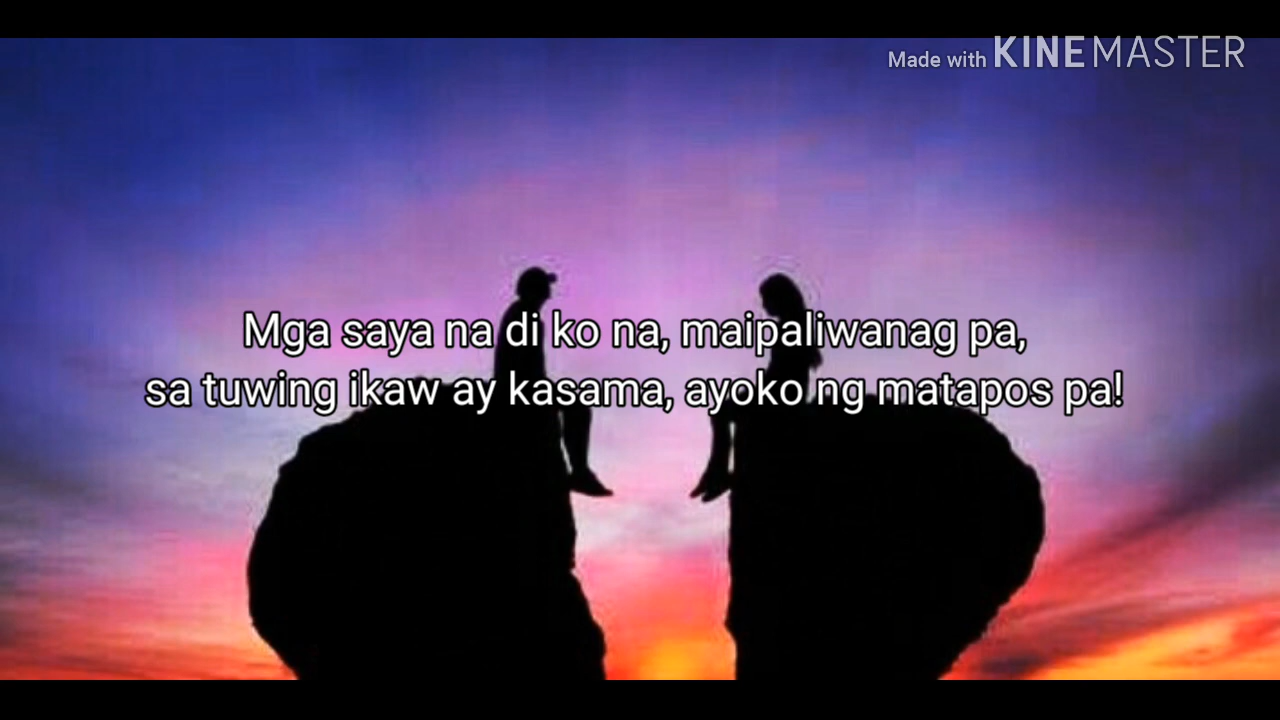 Made with KINEMASTER
Mga saya na di ko na, maipaliwanag pa,
sa tuwing ikaw ay kasama, ayoko ng matapos pa!